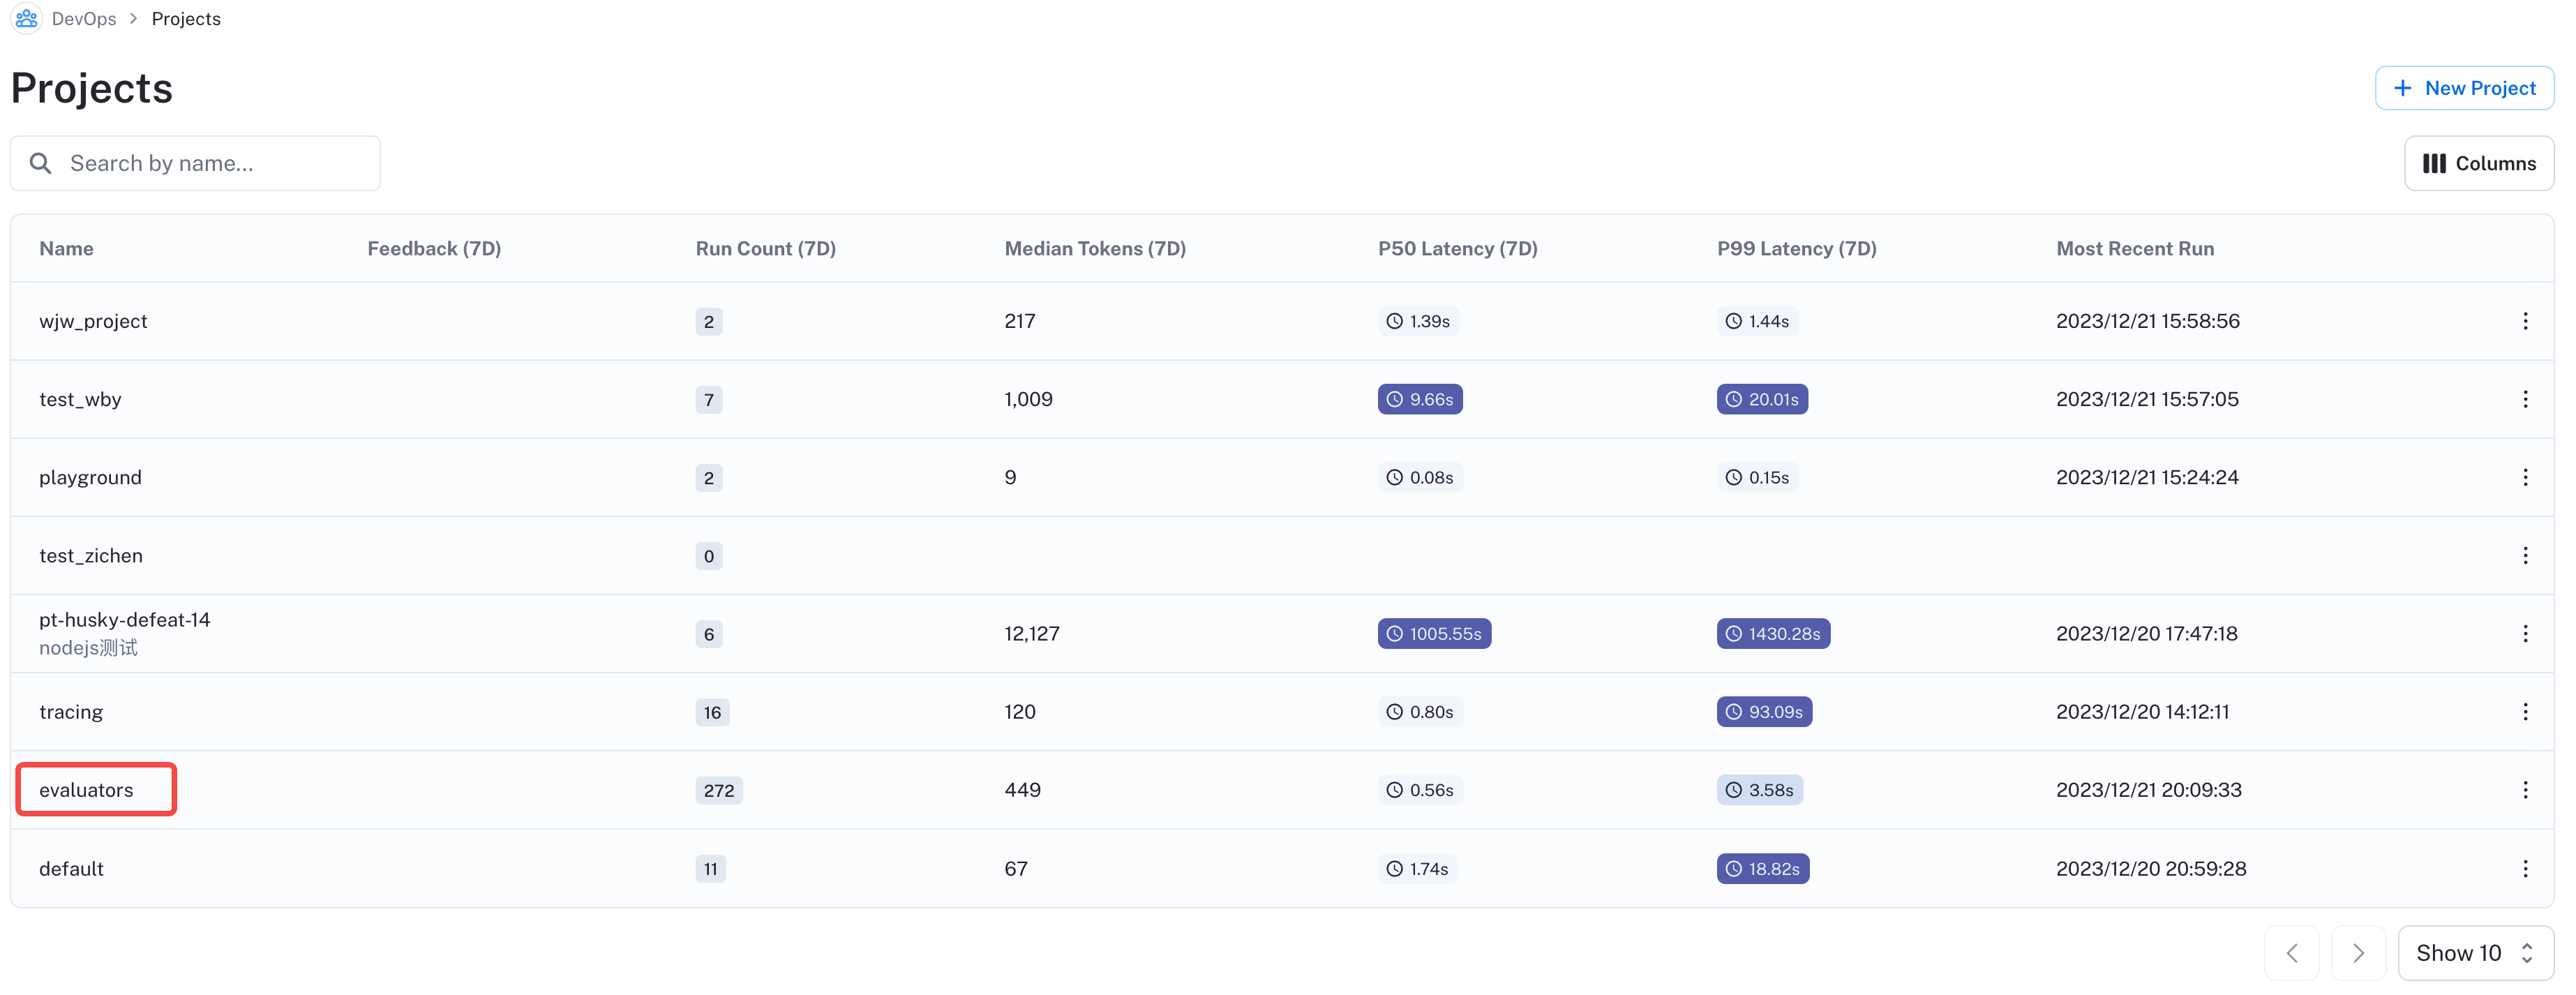 DevOps > Projects
Projects
+ New Project
Search by name...
Columns
Name Feedback (7D) Run Count (7D) Median Tokens (7D) P50 Latency (7D) P99 Latency (7D) Most Recent Run
wjw_project 2 217 1.39s 1.44s 2023/12/21 15:58:56
test_wby 7 1,009 9.66s 20.01s 2023/12/21 15:57:05
playground 2 9 0.08s 0.15s 2023/12/21 15:24:24
test_zichen 0
pt-husky-defeat-14 6 12,127 1005.55s 1430.28s 2023/12/20 17:47:18
nodejs测试
tracing 16 120 0.80s 93.09s 2023/12/20 14:12:11
evaluators 272 449 0.56s 3.58s 2023/12/21 20:09:33
default 11 67 1.74s 18.82s 2023/12/20 20:59:28
Show 10